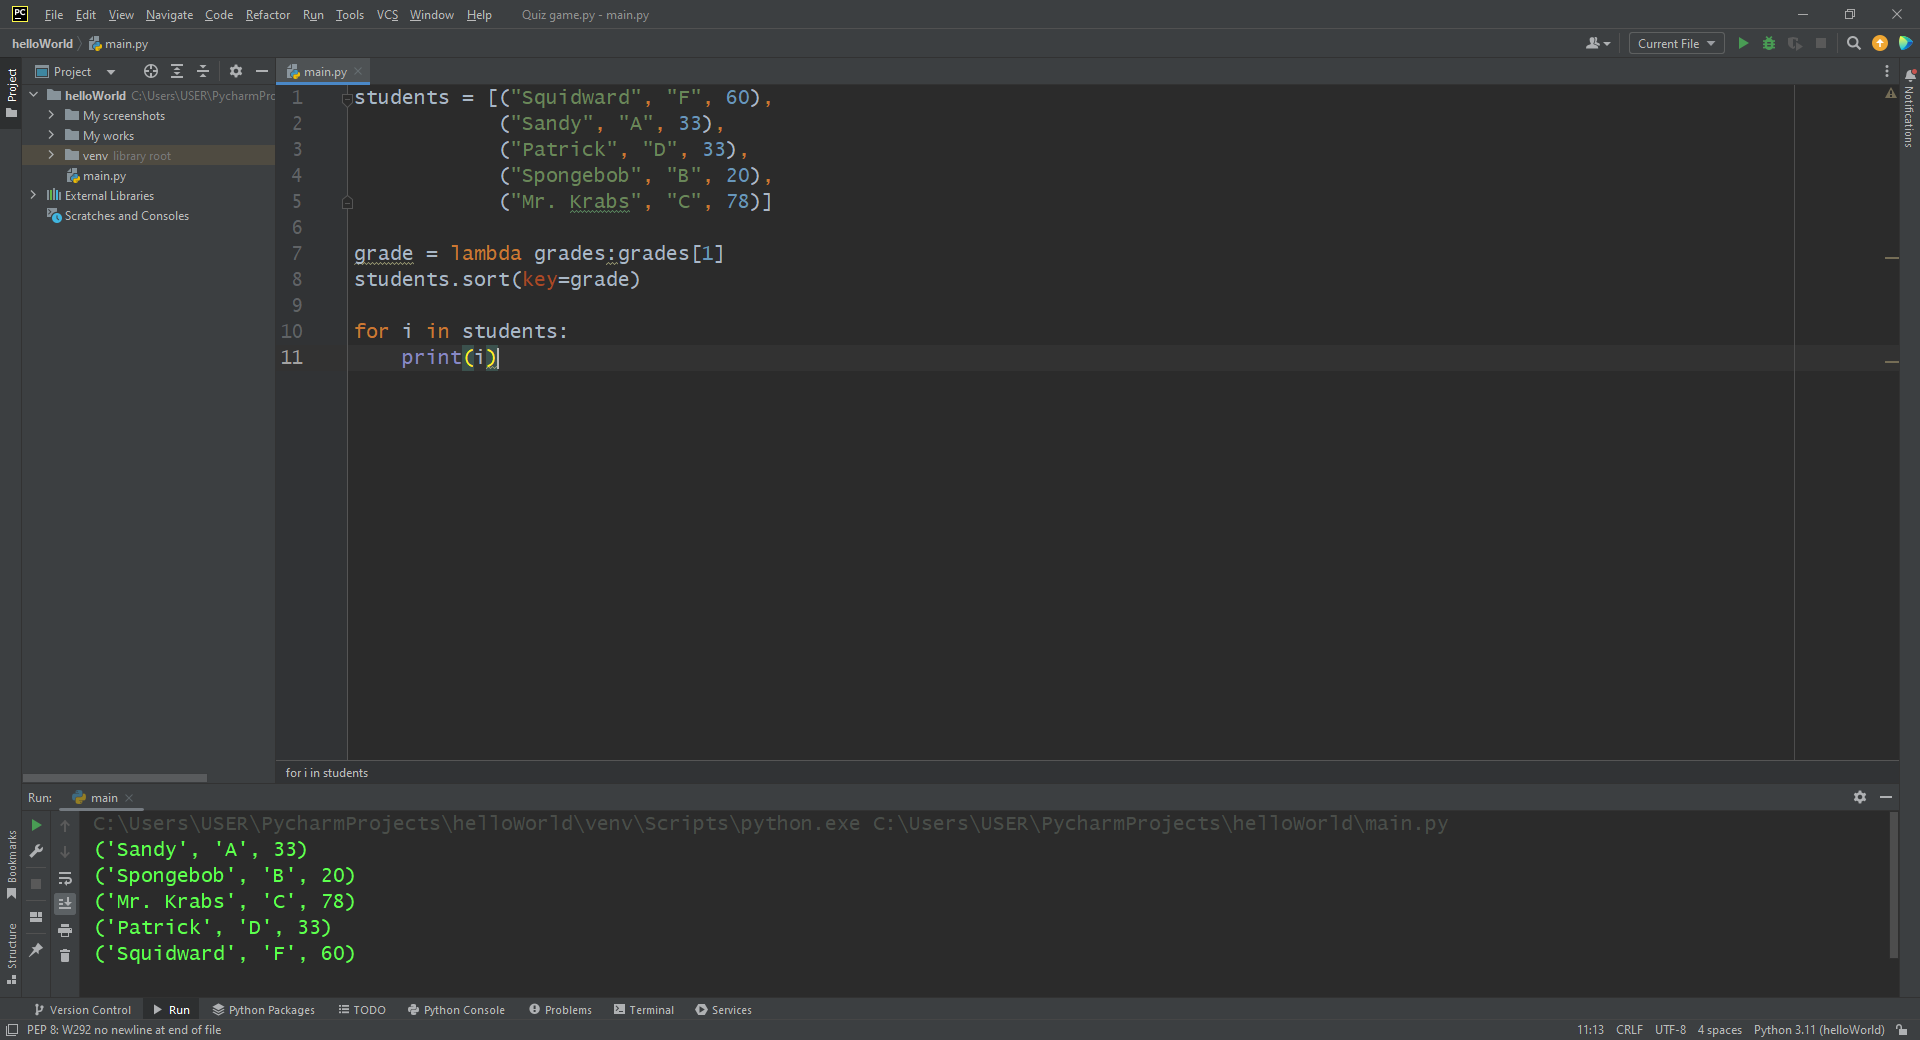 PC File Edit View Navigate Code Refactor Run Tools VCS Window Help Quiz game.py - main.py
helloWorld main.py Current File
Project main.py
Project
helloWorld C:\Users\USER\PycharmPro
My screenshots
My works
venv library root
main.py
External Libraries
Scratches and Consoles
1 students = [("Squidward", "F", 60),
2 ("Sandy", "A", 33),
3 ("Patrick", "D", 33),
4 ("Spongebob", "B", 20),
5 ("Mr. Krabs", "C", 78)]
6
7 grade = lambda grades:grades[1]
8 students.sort(key=grade)
9
10 for i in students:
11 print(i)
Notifications
for i in students
Run: main
C:\Users\USER\PycharmProjects\helloWorld\venv\Scripts\python.exe C:\Users\USER\PycharmProjects\helloWorld\main.py
('Sandy', 'A', 33)
('Spongebob', 'B', 20)
('Mr. Krabs', 'C', 78)
('Patrick', 'D', 33)
('Squidward', 'F', 60)
Bookmarks
Structure
Version Control Run Python Packages TODO Python Console Problems Terminal Services
PEP 8: W292 no newline at end of file 11:13 CRLF UTF-8 4 spaces Python 3.11 (helloWorld)